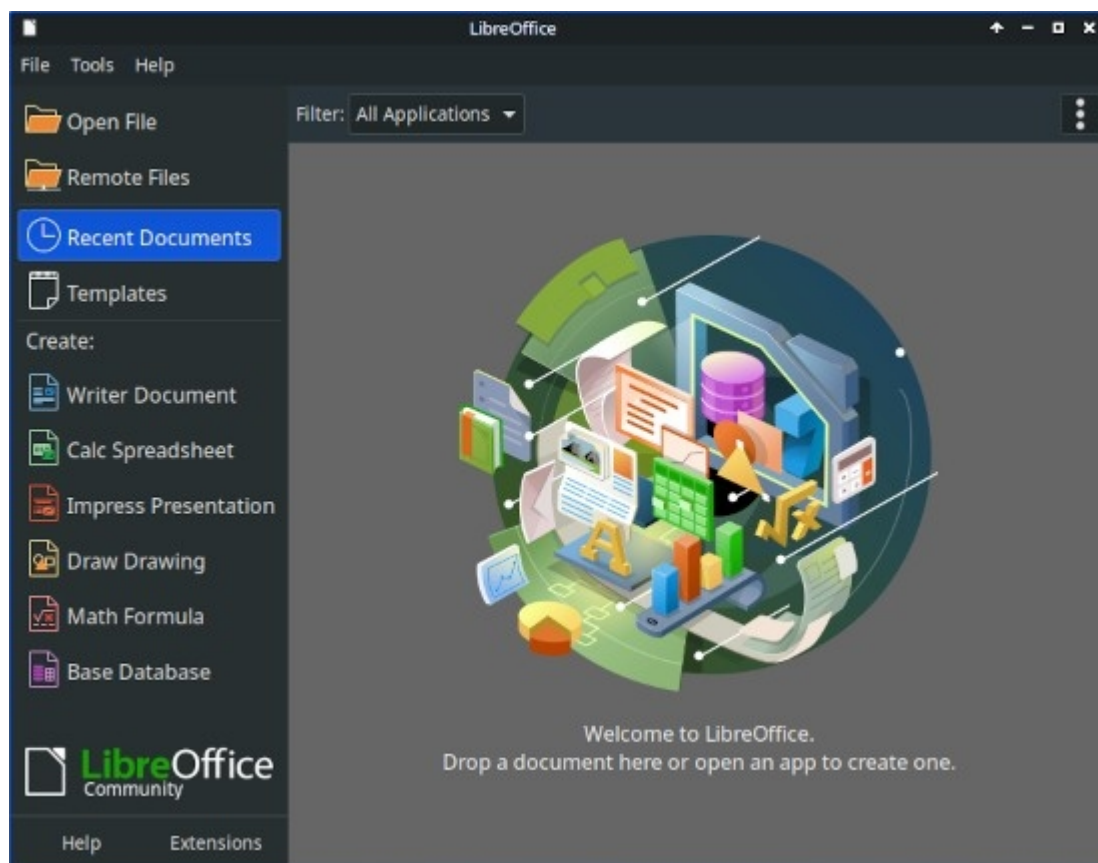 LibreOffice
File Tools Help
Open File
Remote Files
Recent Documents
Templates
Create:
Writer Document
Calc Spreadsheet
Impress Presentation
Draw Drawing
Math Formula
Base Database
LibreOffice
Community
Help Extensions
Filter: All Applications
Welcome to LibreOffice.
Drop a document here or open an app to create one.